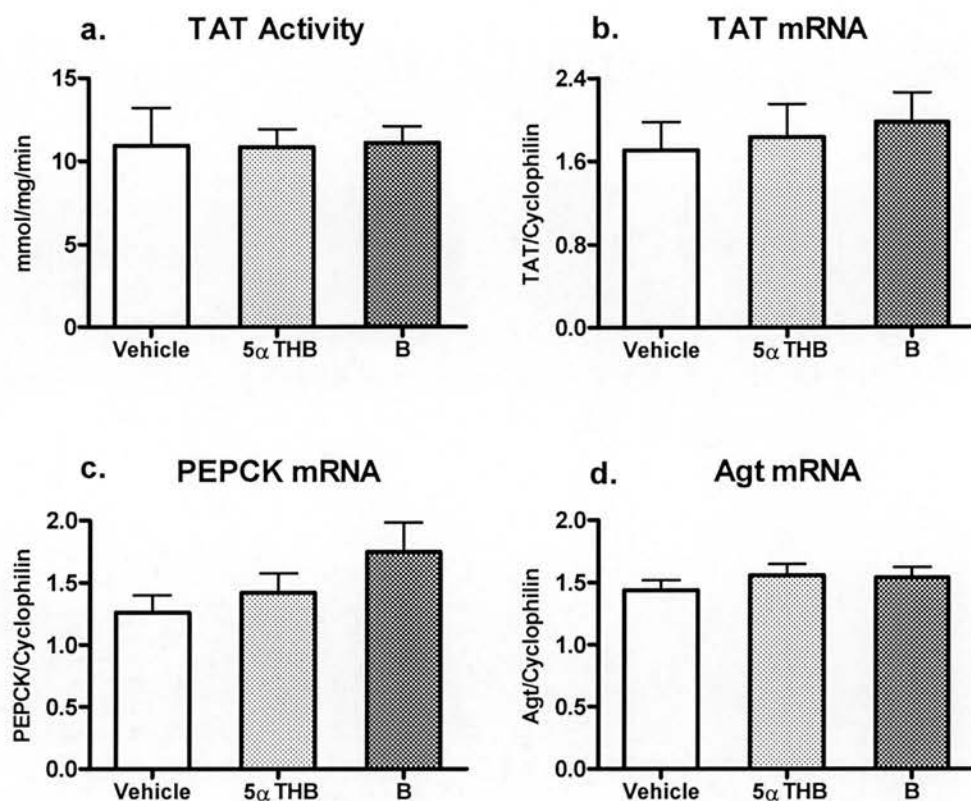 a. TAT Activity
mmol/mg/min
15
10
5
0
Vehicle 5α THB B
b. TAT mRNA
TAT/Cyclophilin
2.4
1.6
0.8
0.0
Vehicle 5α THB B
c. PEPCK mRNA
PEPCK/Cyclophilin
2.0
1.5
1.0
0.5
0.0
Vehicle 5α THB B
d. Agt mRNA
Agt/Cyclophilin
2.0
1.5
1.0
0.5
0.0
Vehicle 5α THB B